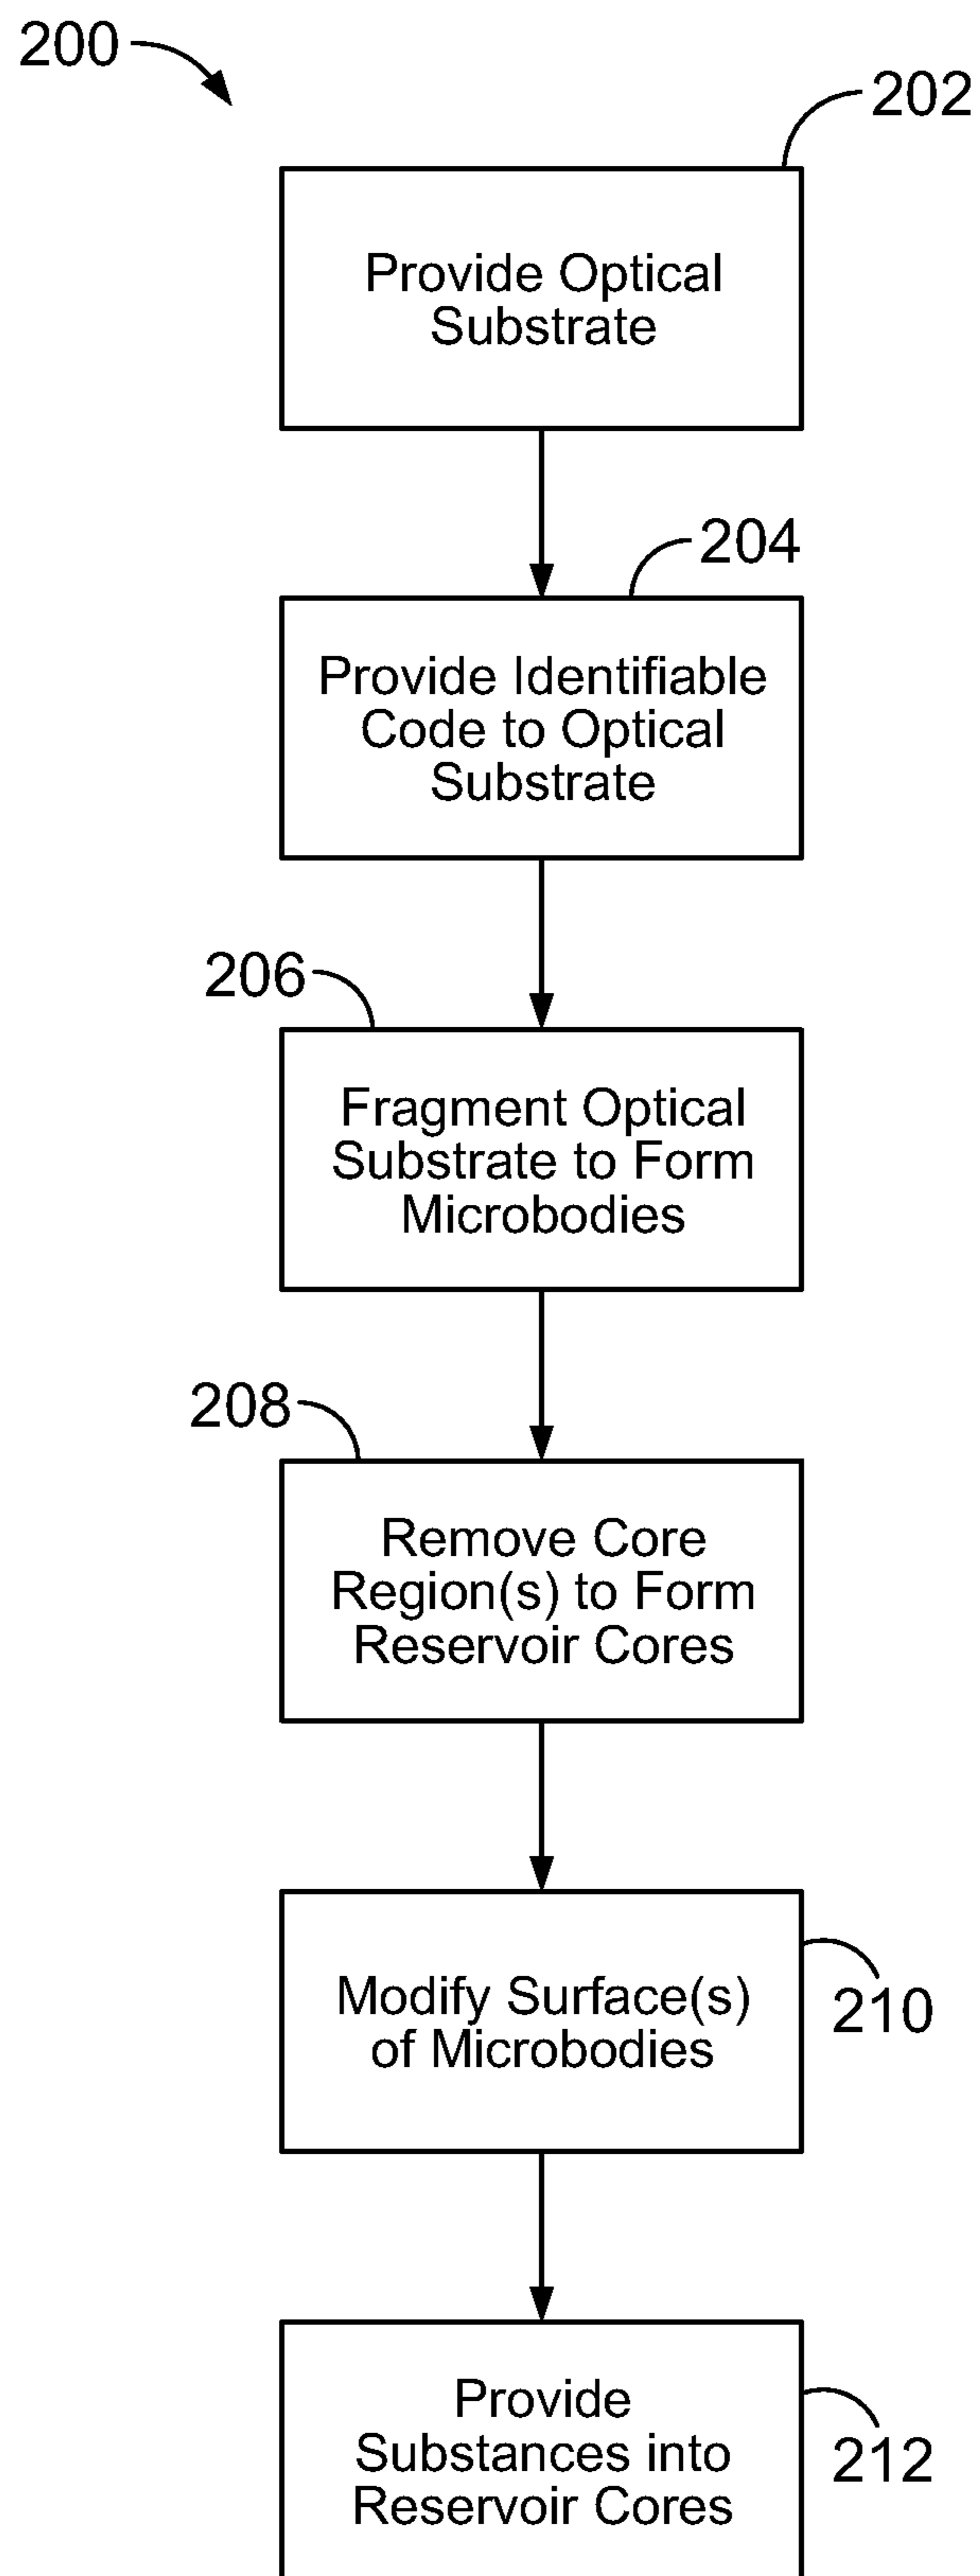 200
202
Provide Optical
Substrate
204
Provide Identifiable
Code to Optical
Substrate
206
Fragment Optical
Substrate to Form
Microbodies
208
Remove Core
Region(s) to Form
Reservoir Cores
210
Modify Surface(s)
of Microbodies
212
Provide
Substances into
Reservoir Cores